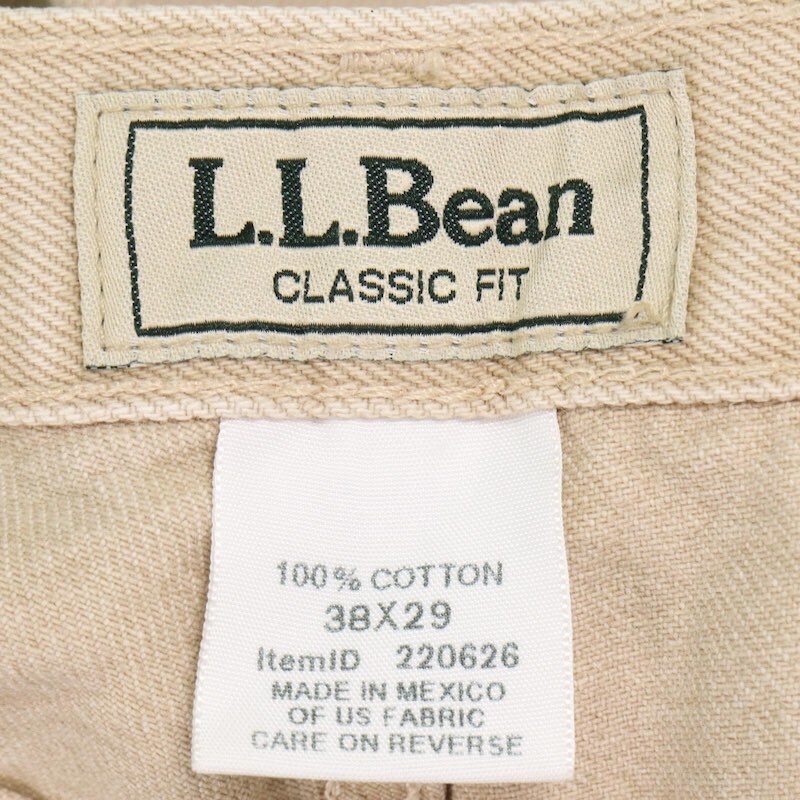 L.L.Bean
CLASSIC FIT
100% COTTON
38X29
ItemID 220626
MADE IN MEXICO
OF US FABRIC
CARE ON REVERSE